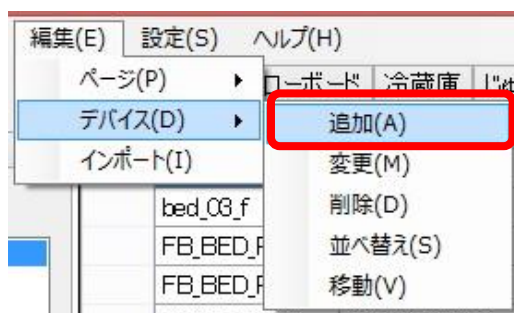 編集(E) 設定(S) ヘルプ(H)
ページ(P)
ローボード 冷蔵庫
デバイス(D)
追加(A)
インポート(I)
変更(M)
bed_03_f
削除(D)
FB_BED_
並べ替え(S)
FB_BED_
移動(V)